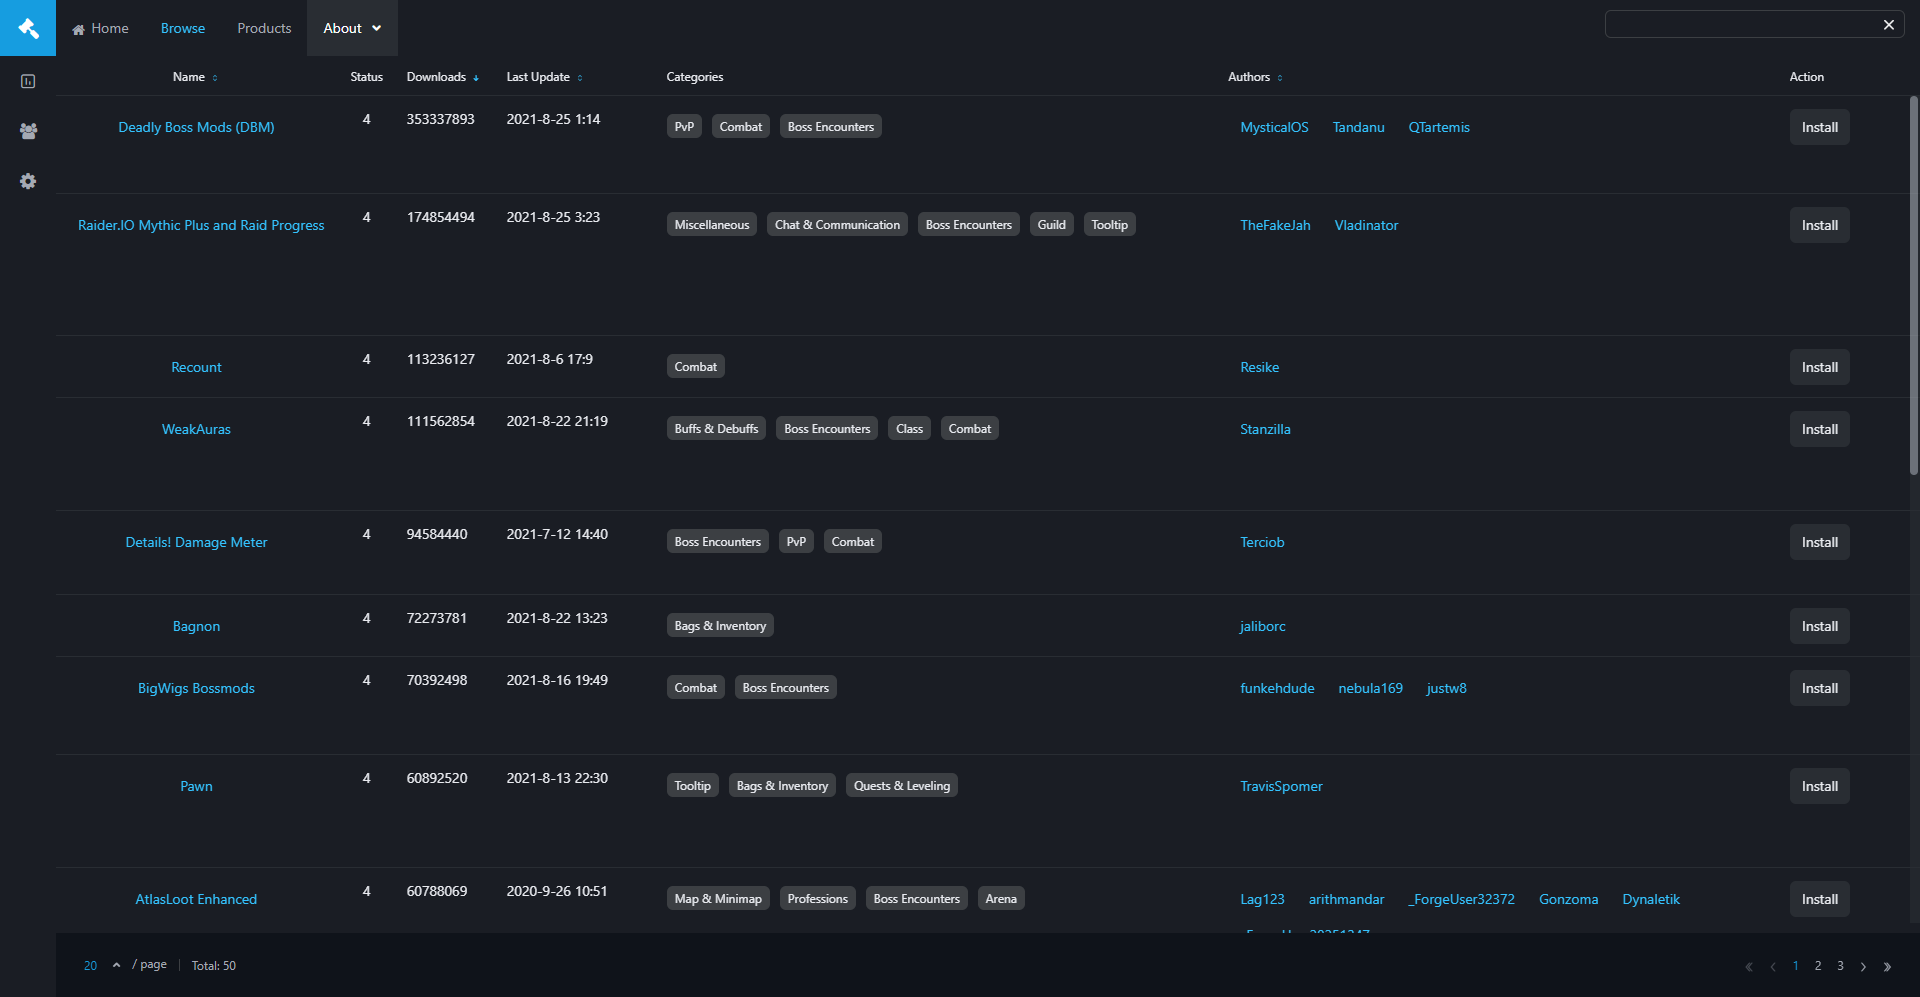 Home Browse Products About
Name Status Downloads Last Update Categories Authors Action
Deadly Boss Mods (DBM) 4 353337893 2021-8-25 1:14 PvP Combat Boss Encounters MysticalOS Tandanu QTartemis Install
Raider.IO Mythic Plus and Raid Progress 4 174854494 2021-8-25 3:23 Miscellaneous Chat & Communication Boss Encounters Guild Tooltip TheFakeJah Vladinator Install
Recount 4 113236127 2021-8-6 17:9 Combat Resike Install
WeakAuras 4 111562854 2021-8-22 21:19 Buffs & Debuffs Boss Encounters Class Combat Stanzilla Install
Details! Damage Meter 4 94584440 2021-7-12 14:40 Boss Encounters PvP Combat Terciob Install
Bagnon 4 72273781 2021-8-22 13:23 Bags & Inventory jaliborc Install
BigWigs Bossmods 4 70392498 2021-8-16 19:49 Combat Boss Encounters funkehdude nebula169 justw8 Install
Pawn 4 60892520 2021-8-13 22:30 Tooltip Bags & Inventory Quests & Leveling TravisSpomer Install
AtlasLoot Enhanced 4 60788069 2020-9-26 10:51 Map & Minimap Professions Boss Encounters Arena Lag123 arithmandar _ForgeUser32372 Gonzoma Dynaletik Install
20 / page Total: 50 1 2 3